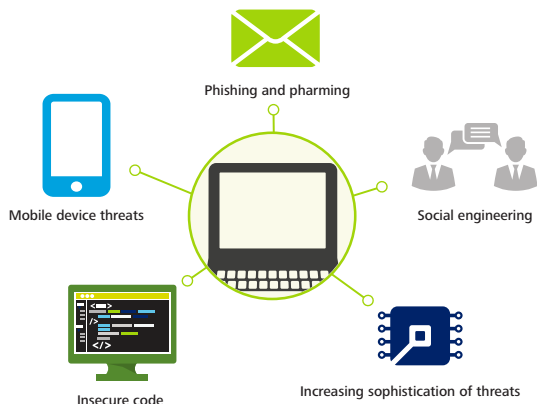 Phishing and pharming
Mobile device threats
Social engineering
Insecure code
Increasing sophistication of threats